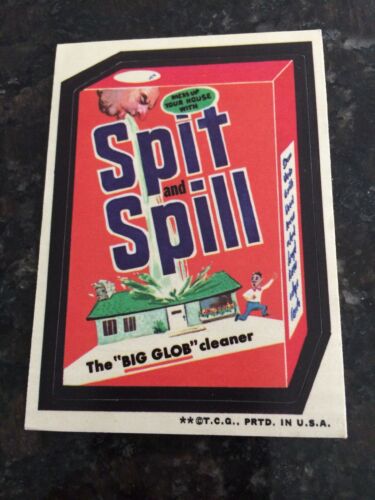 MESS UP
YOUR HOUSE
WITH
Spit
and
Spill
The "BIG GLOB" cleaner
**©T.C.G., PRTD. IN U.S.A.